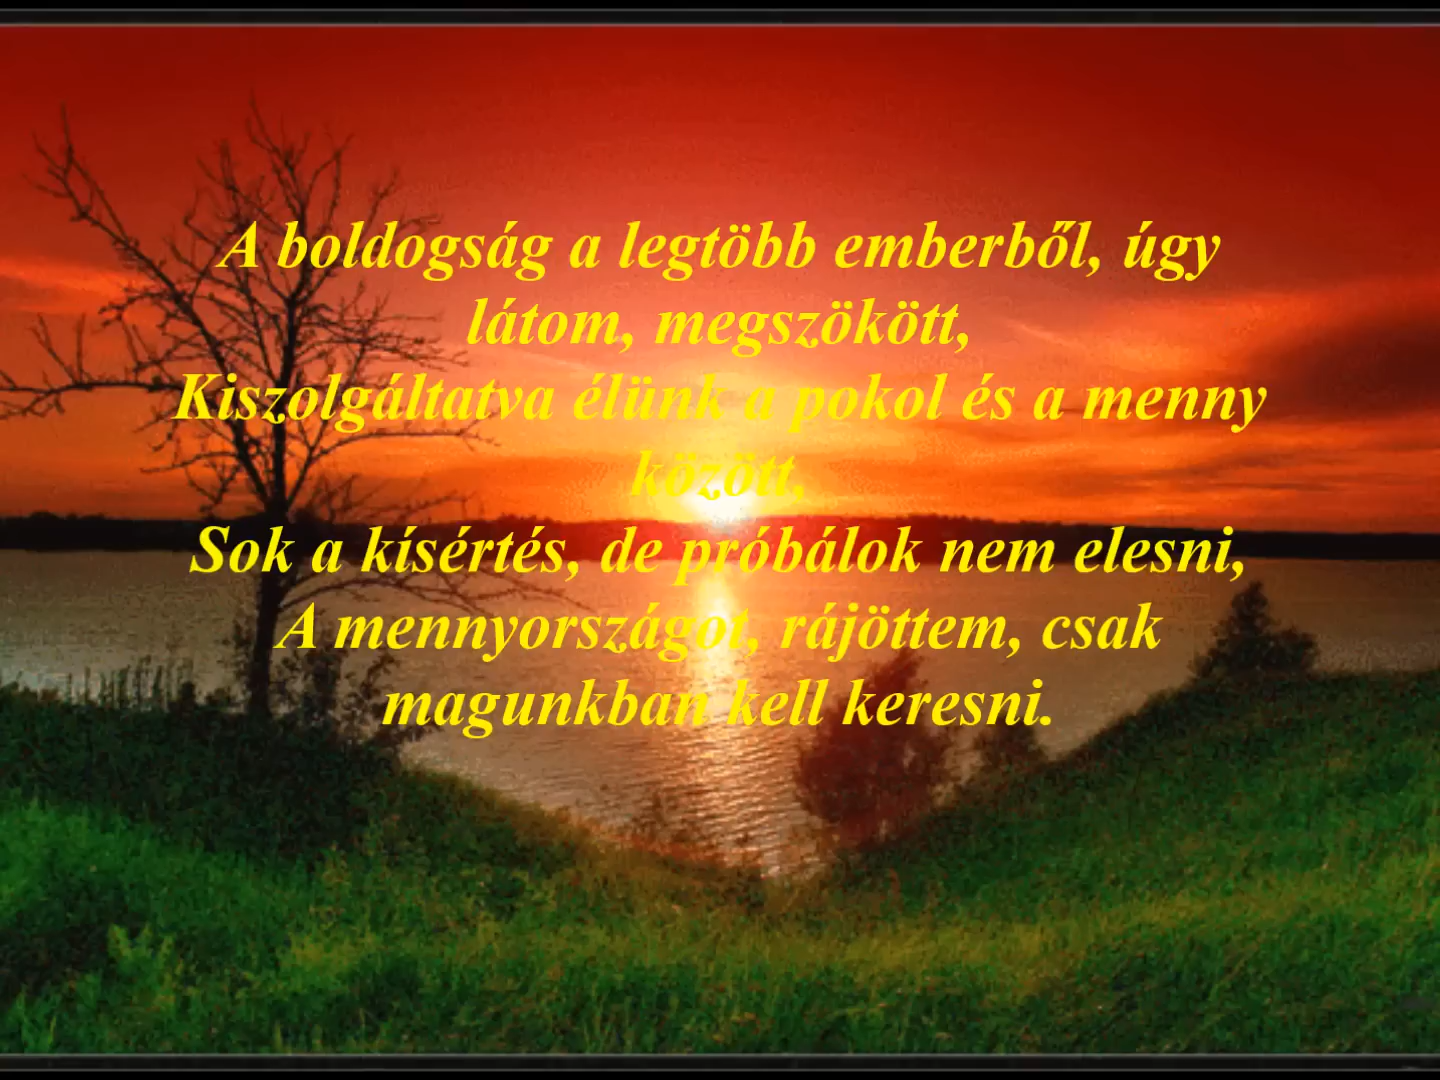 A boldogság a legtöbb emberből, úgy
látom, megszökött,
Kiszolgáltatva élünk a pokol és a menny
között.
Sok a kísértés, de próbálok nem elesni,
A mennyországot, rájöttem, csak
magunkban kell keresni.